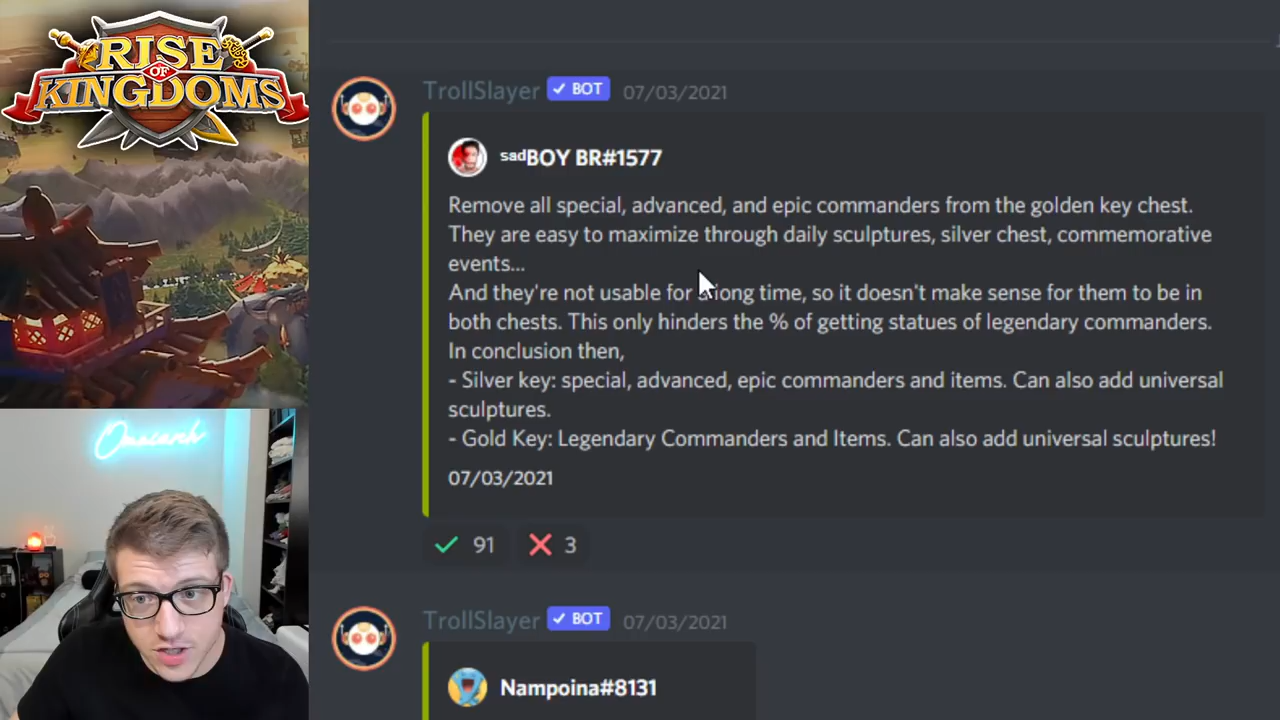 RISE
OF
KINGDOMS
Omniarch
TrollSlayer ✓ BOT 07/03/2021
sadBOY BR#1577
Remove all special, advanced, and epic commanders from the golden key chest.
They are easy to maximize through daily sculptures, silver chest, commemorative
events...
And they're not usable for a long time, so it doesn't make sense for them to be in
both chests. This only hinders the % of getting statues of legendary commanders.
In conclusion then,
- Silver key: special, advanced, epic commanders and items. Can also add universal
sculptures.
- Gold Key: Legendary Commanders and Items. Can also add universal sculptures!
07/03/2021
91 3
TrollSlayer ✓ BOT 07/03/2021
Nampoina#8131